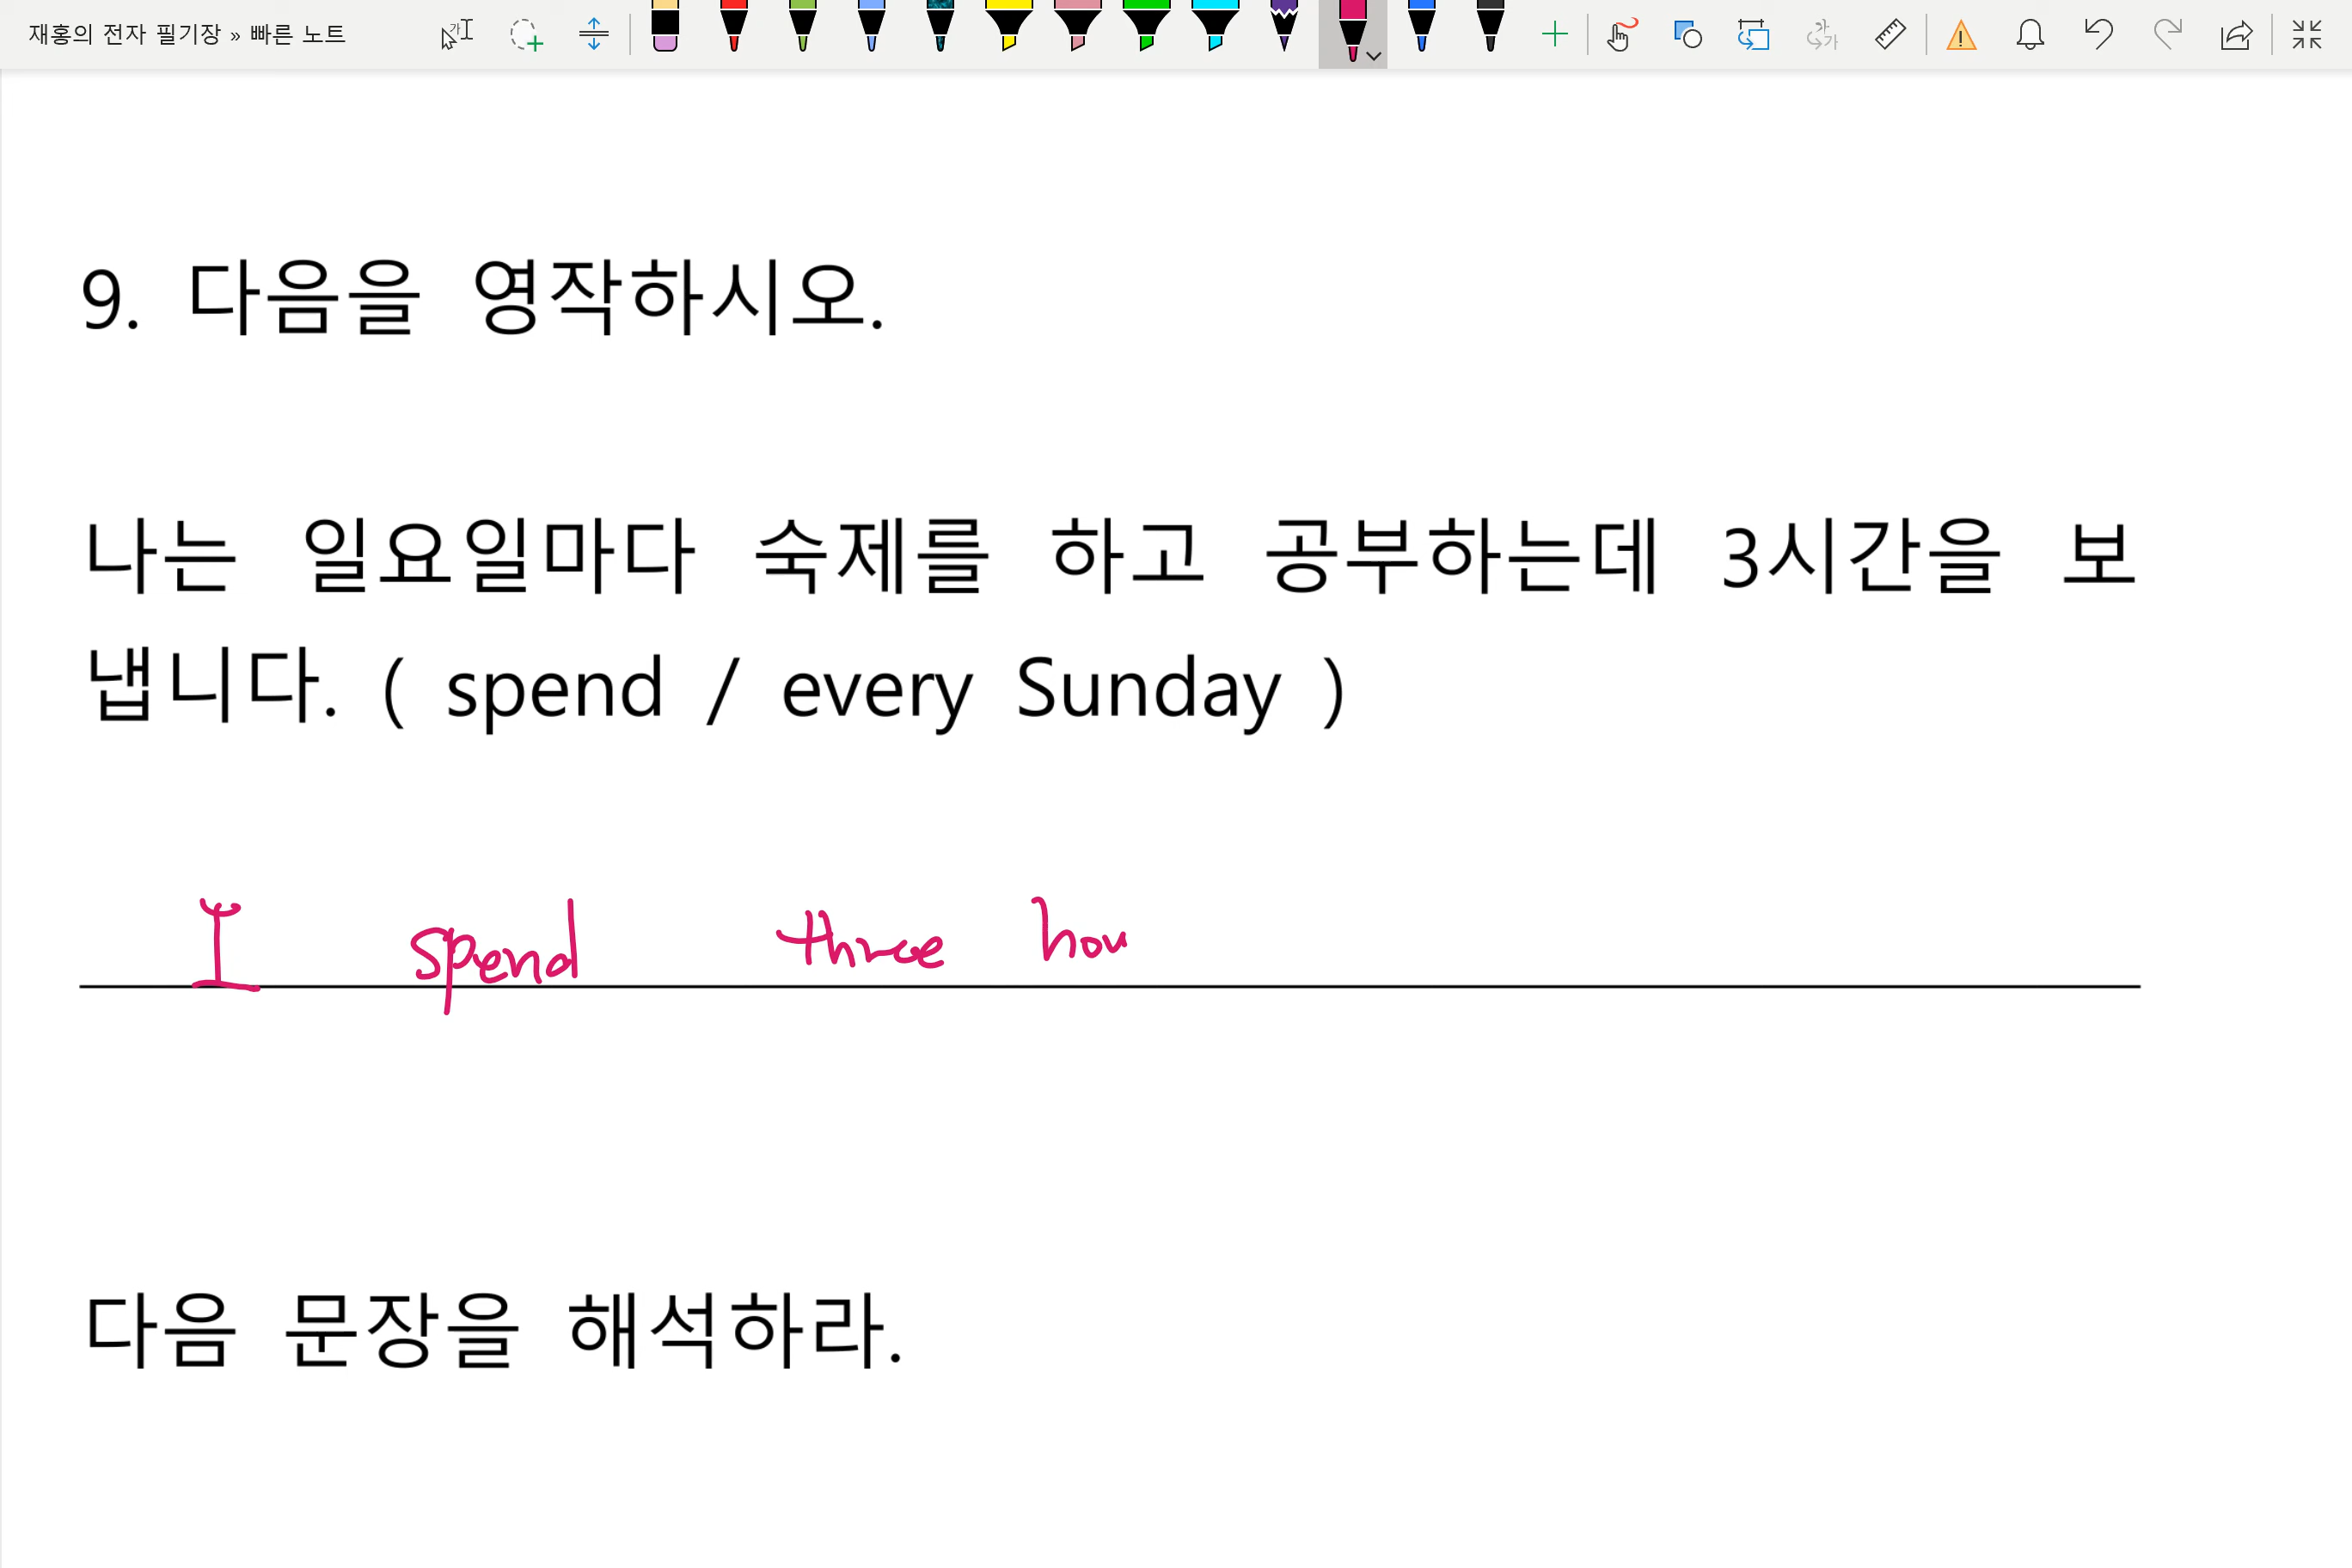 재홍의 전자 필기장 » 빠른 노트
9. 다음을 영작하시오.
나는 일요일마다 숙제를 하고 공부하는데 3시간을 보
냅니다. ( spend / every Sunday )
I spend three hou
다음 문장을 해석하라.